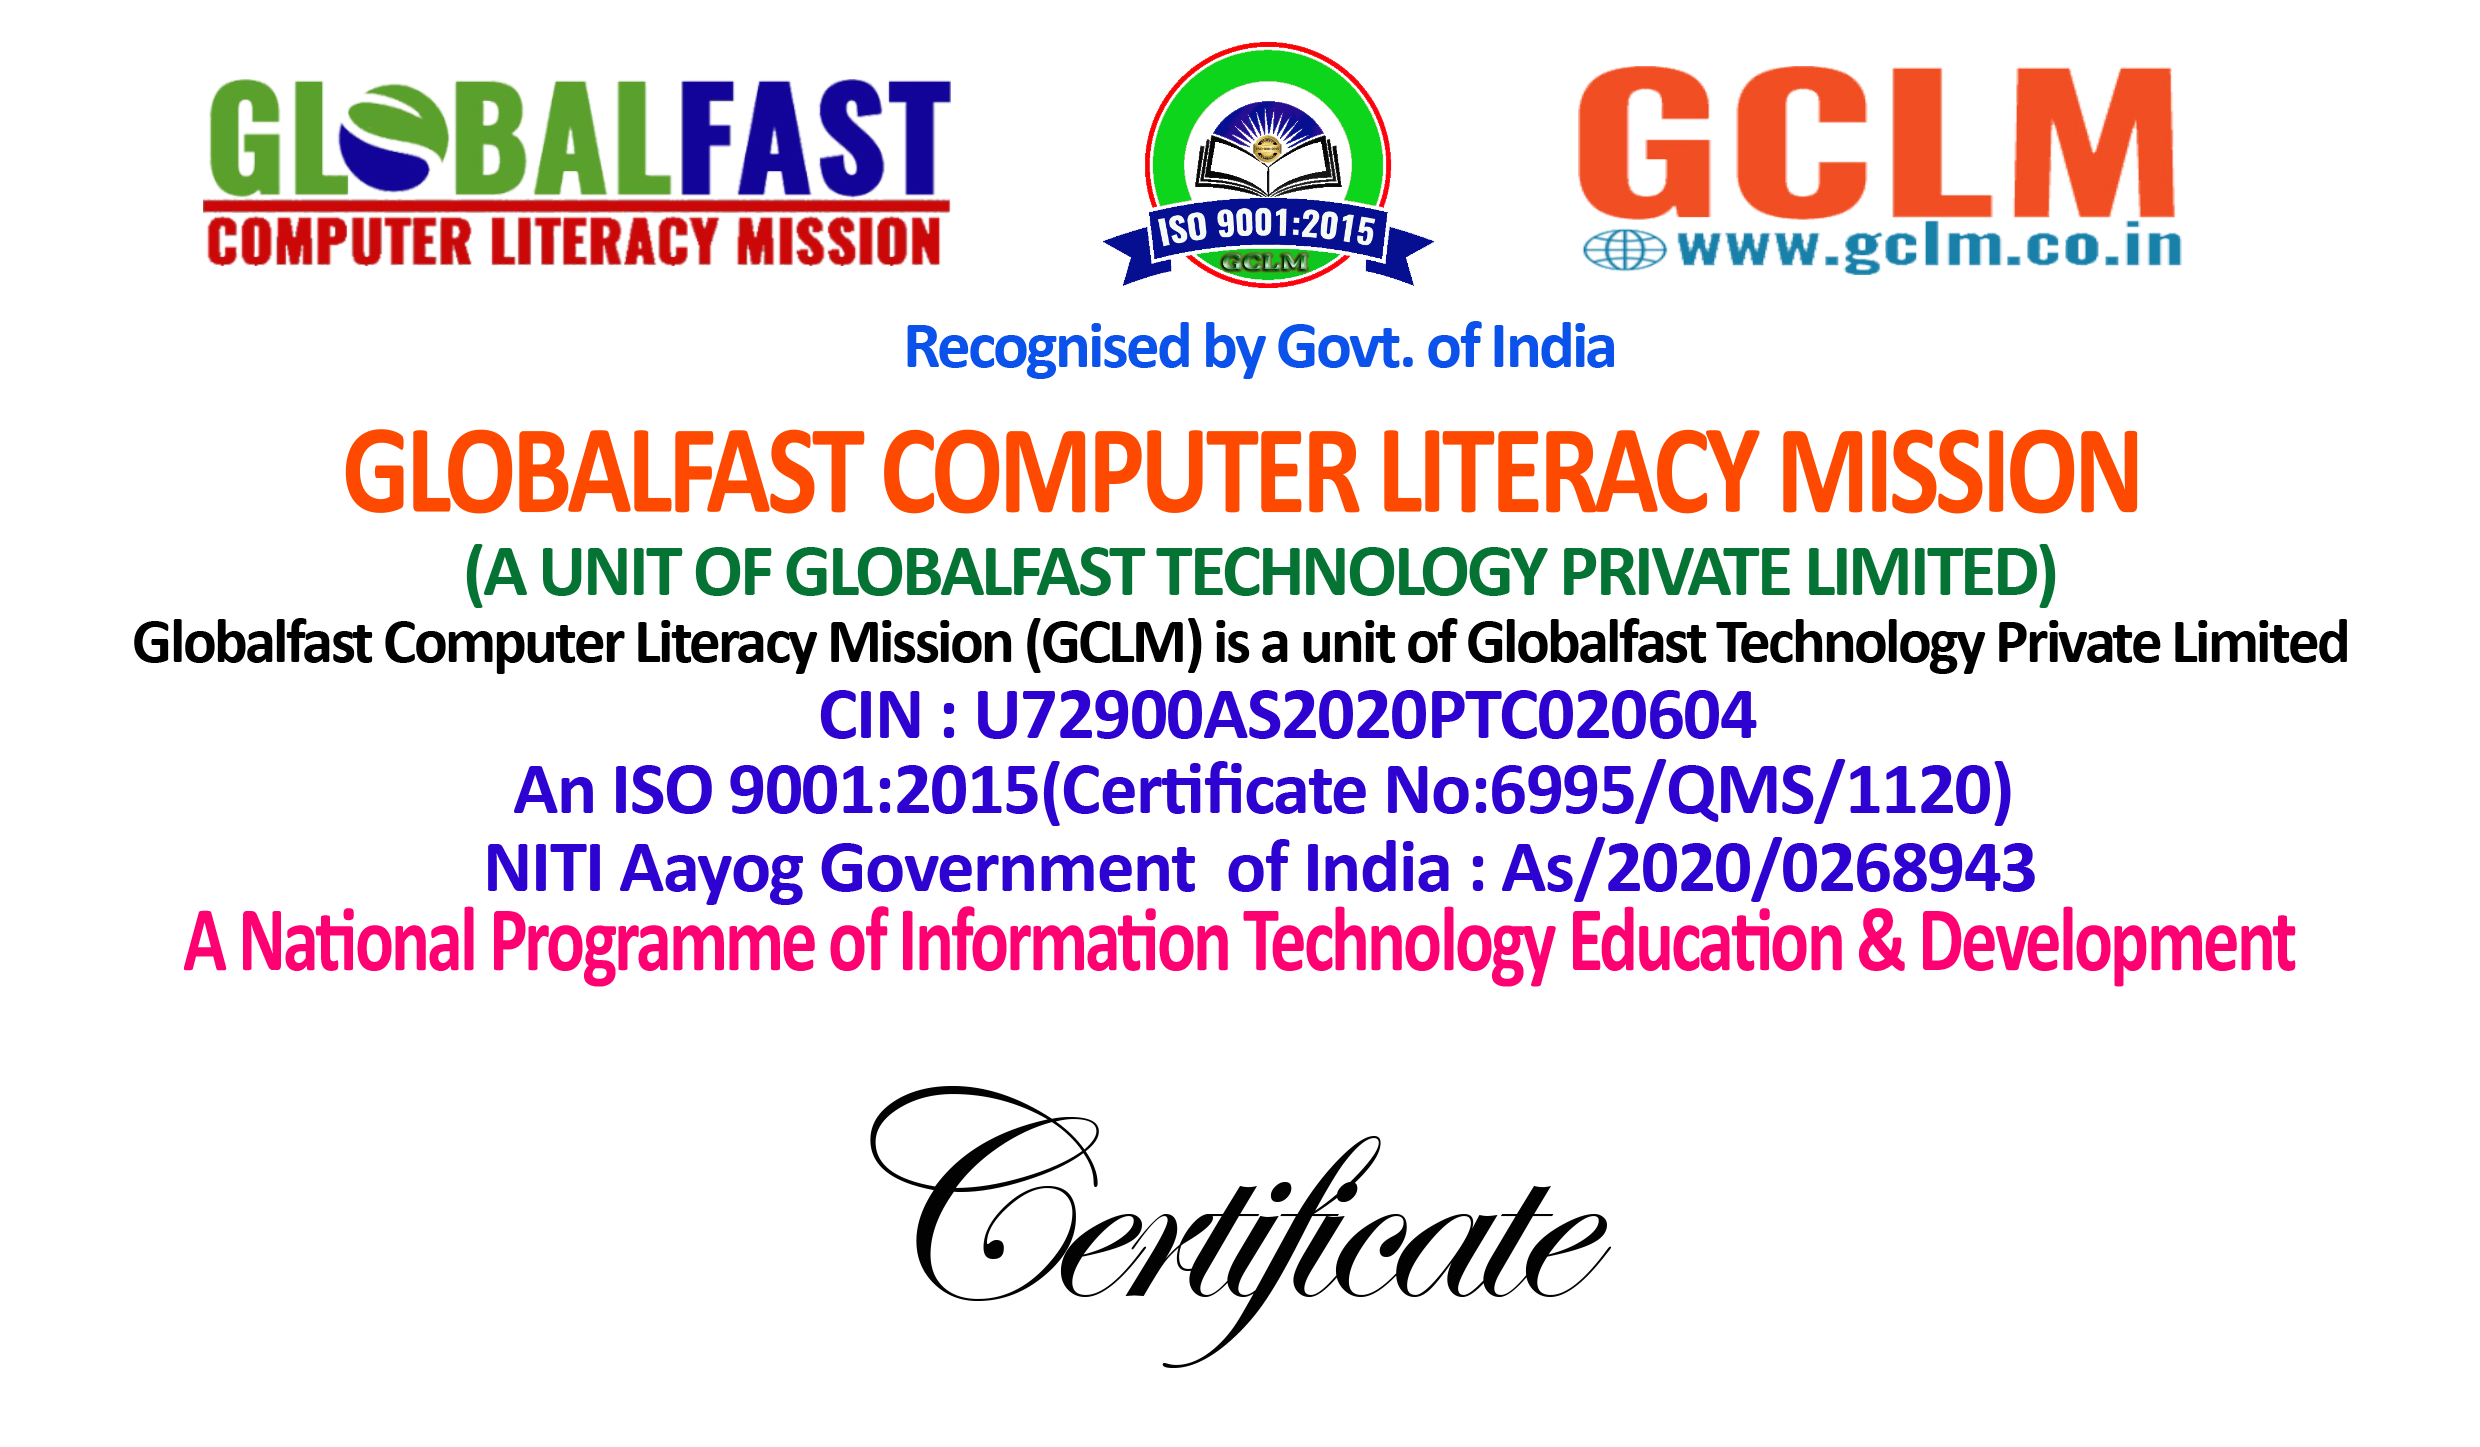 GLOBALFAST
COMPUTER LITERACY MISSION
ISO 9001:2015
GCLM
GCLM
www.gclm.co.in
Recognised by Govt. of India
GLOBALFAST COMPUTER LITERACY MISSION
(A UNIT OF GLOBALFAST TECHNOLOGY PRIVATE LIMITED)
Globalfast Computer Literacy Mission (GCLM) is a unit of Globalfast Technology Private Limited
CIN : U72900AS2020PTC020604
An ISO 9001:2015(Certificate No:6995/QMS/1120)
NITI Aayog Government  of India : As/2020/0268943
A National Programme of Information Technology Education & Development
Certificate